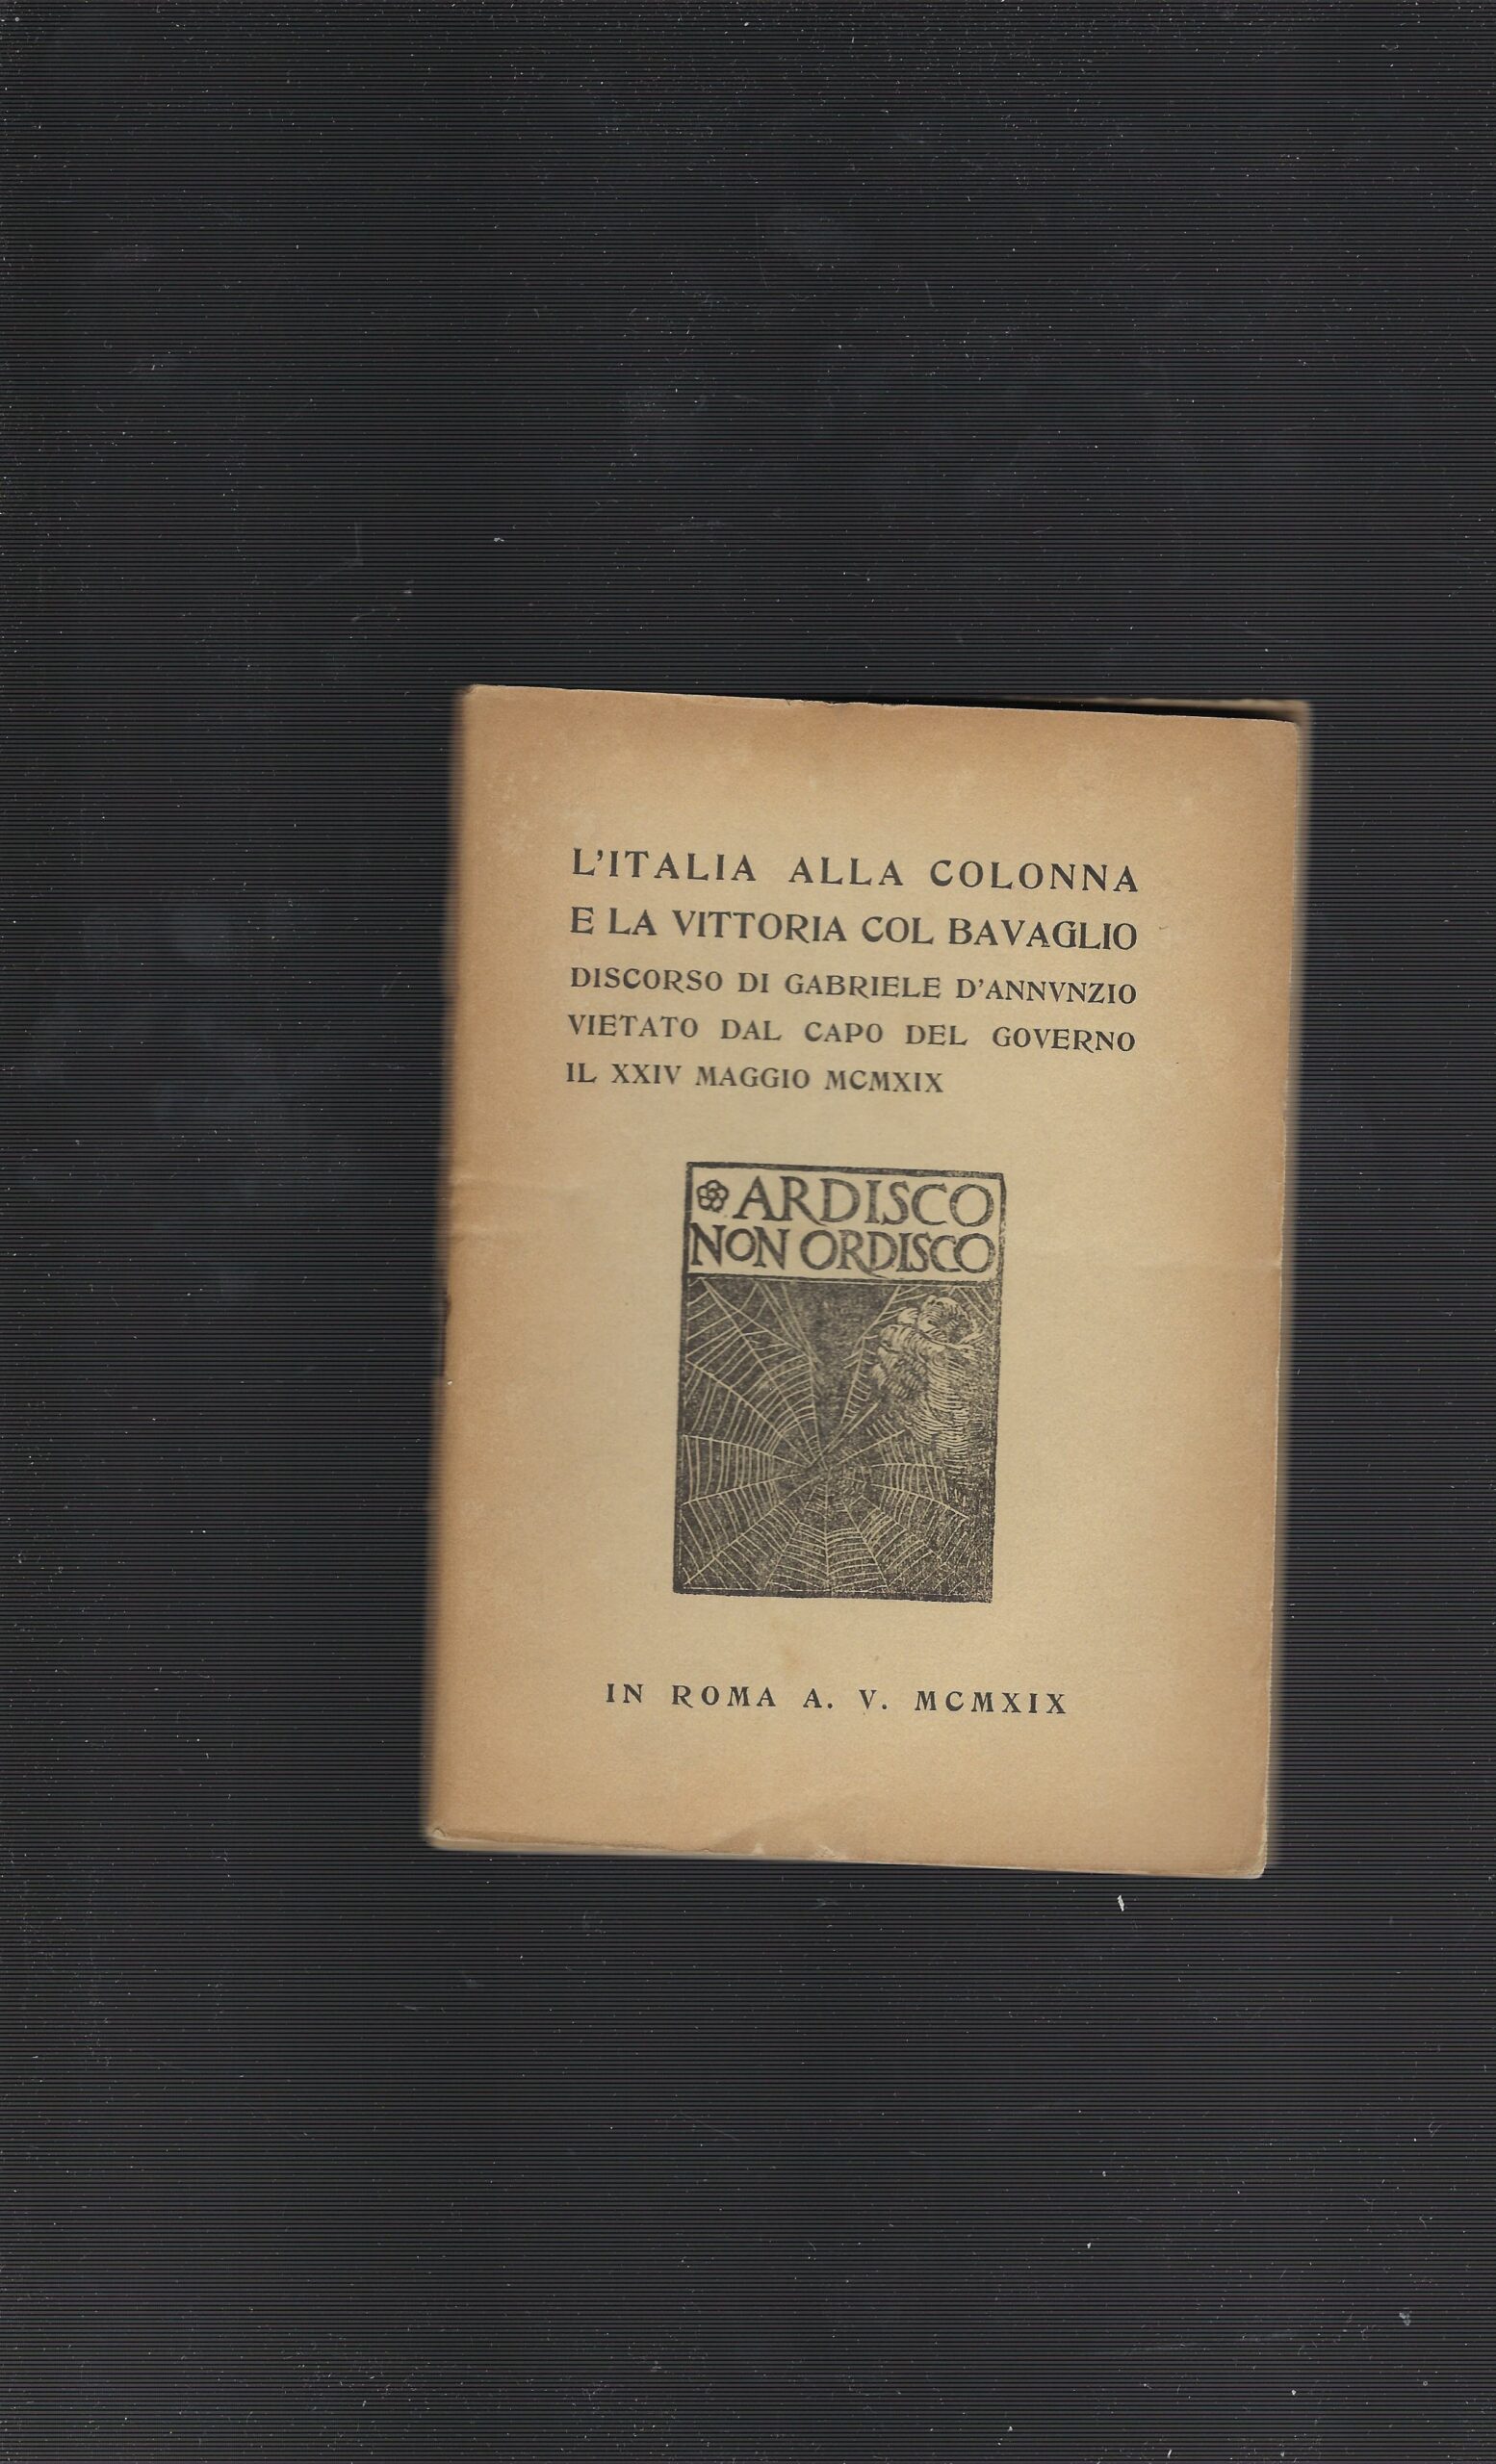 L'ITALIA ALLA COLONNA
E LA VITTORIA COL BAVAGLIO
DISCORSO DI GABRIELE D'ANNVNZIO
VIETATO DAL CAPO DEL GOVERNO
IL XXIV MAGGIO MCMXIX
ARDISCO
NON ORDISCO
IN ROMA A. V. MCMXIX